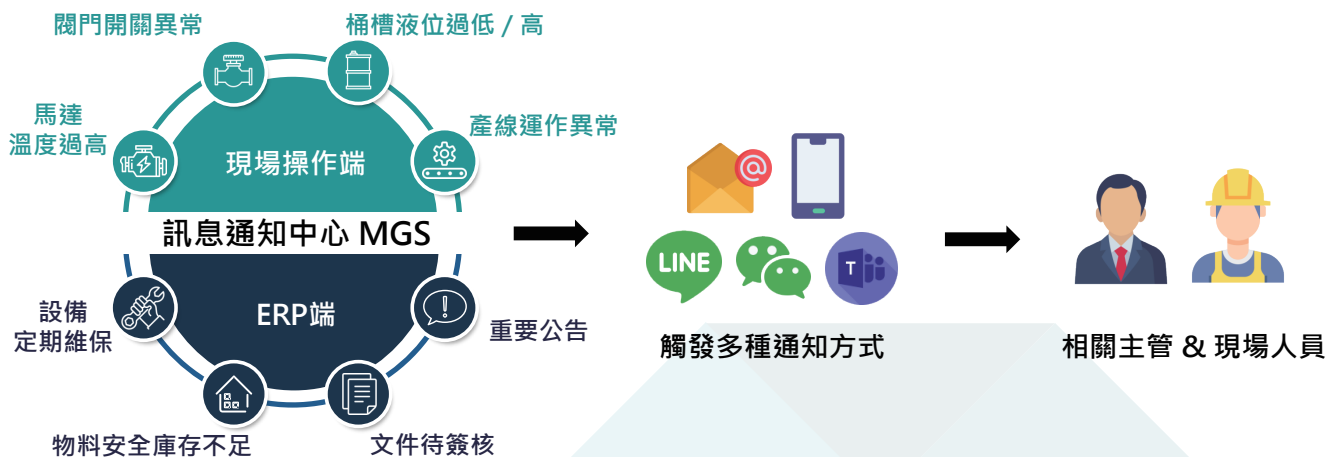 閥門開關異常
桶槽液位過低 / 高
馬達
溫度過高
產線運作異常
現場操作端
訊息通知中心 MGS
ERP端
設備
定期維保
重要公告
物料安全庫存不足
文件待簽核
@
LINE
T
觸發多種通知方式
相關主管 & 現場人員